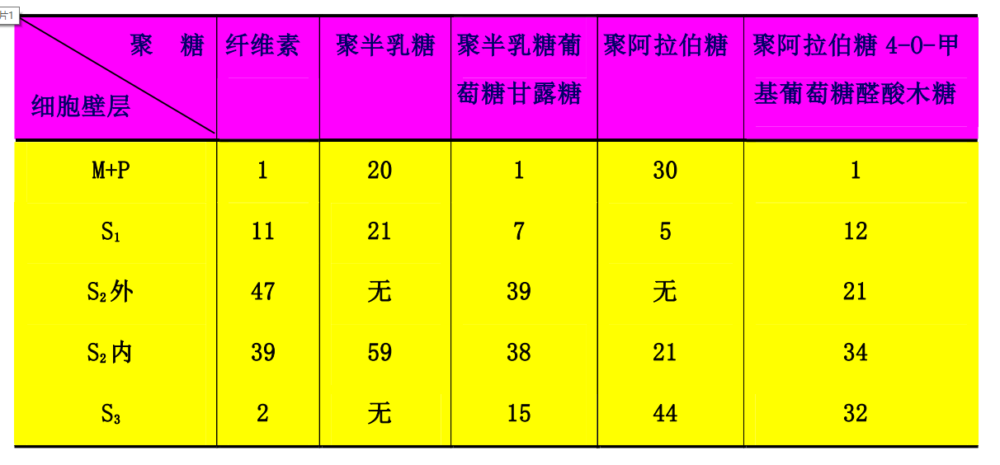 片1
聚 糖 纤维素 聚半乳糖 聚半乳糖葡 聚阿拉伯糖 聚阿拉伯糖 4-O-甲
细胞壁层 萄糖甘露糖 基葡萄糖醛酸木糖
M+P 1 20 1 30 1
S₁ 11 21 7 5 12
S₂外 47 无 39 无 21
S₂内 39 59 38 21 34
S₃ 2 无 15 44 32